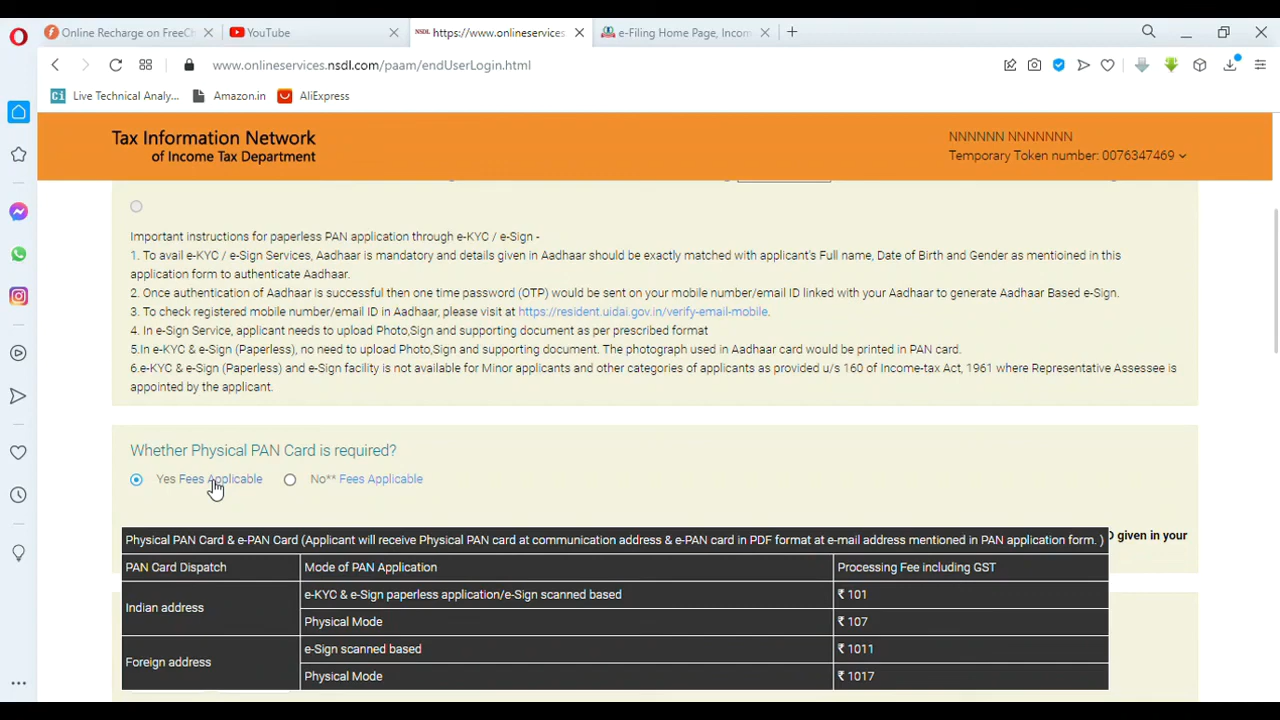 Online Recharge on FreeC
YouTube
NSDL https://www.onlineservices
e-Filing Home Page, Incom
www.onlineservices.nsdl.com/paam/endUserLogin.html
Ci Live Technical Analy...
Amazon.in
AliExpress
Tax Information Network
of Income Tax Department
NNNNNN NNNNNNN
Temporary Token number: 0076347469
Important instructions for paperless PAN application through e-KYC / e-Sign -
1. To avail e-KYC / e-Sign Services, Aadhaar is mandatory and details given in Aadhaar should be exactly matched with applicant's Full name, Date of Birth and Gender as mentioined in this
application form to authenticate Aadhaar.
2. Once authentication of Aadhaar is successful then one time password (OTP) would be sent on your mobile number/email ID linked with your Aadhaar to generate Aadhaar Based e-Sign.
3. To check registered mobile number/email ID in Aadhaar, please visit at https://resident.uidai.gov.in/verify-email-mobile.
4. In e-Sign Service, applicant needs to upload Photo,Sign and supporting document as per prescribed format
5.In e-KYC & e-Sign (Paperless), no need to upload Photo,Sign and supporting document. The photograph used in Aadhaar card would be printed in PAN card.
6.e-KYC & e-Sign (Paperless) and e-Sign facility is not available for Minor applicants and other categories of applicants as provided u/s 160 of Income-tax Act, 1961 where Representative Assessee is
appointed by the applicant.
Whether Physical PAN Card is required?
Yes Fees Applicable
No** Fees Applicable
D given in your
Physical PAN Card & e-PAN Card (Applicant will receive Physical PAN card at communication address & e-PAN card in PDF format at e-mail address mentioned in PAN application form. )
PAN Card Dispatch
Mode of PAN Application
Processing Fee including GST
Indian address
e-KYC & e-Sign paperless application/e-Sign scanned based
₹ 101
Physical Mode
₹ 107
Foreign address
e-Sign scanned based
₹ 1011
Physical Mode
₹ 1017